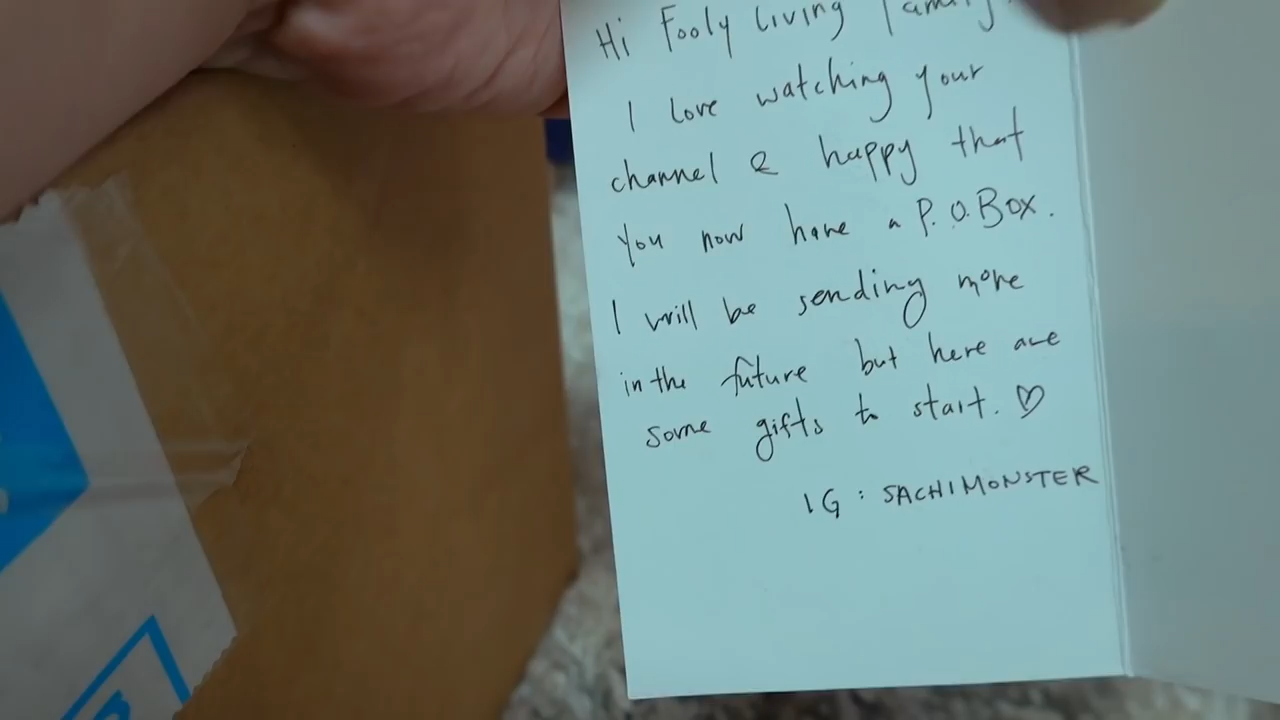 Hi Fooly Living Family
I love watching your
channel & happy that
you now have a P.O.Box.
I will be sending more
in the future but here are
some gifts to start. ♡
IG : SACHIMONSTER